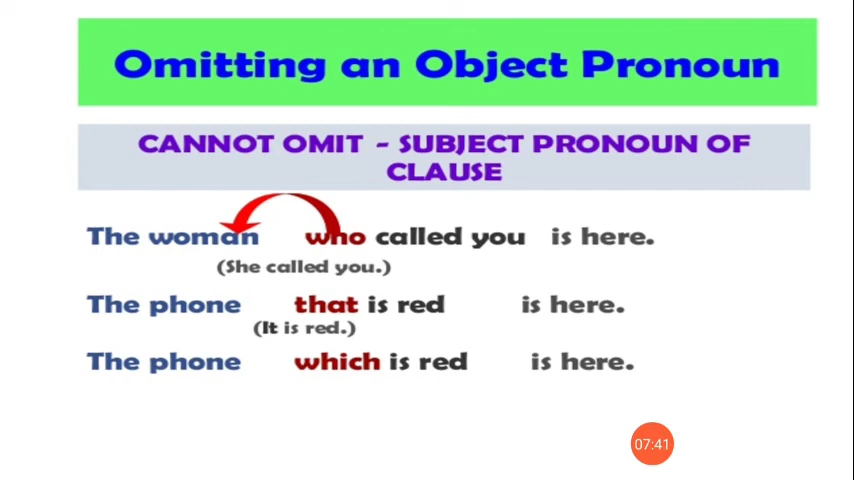 Omitting an Object Pronoun
CANNOT OMIT - SUBJECT PRONOUN OF
CLAUSE
The woman who called you is here.
(She called you.)
The phone that is red is here.
(It is red.)
The phone which is red is here.
07:41